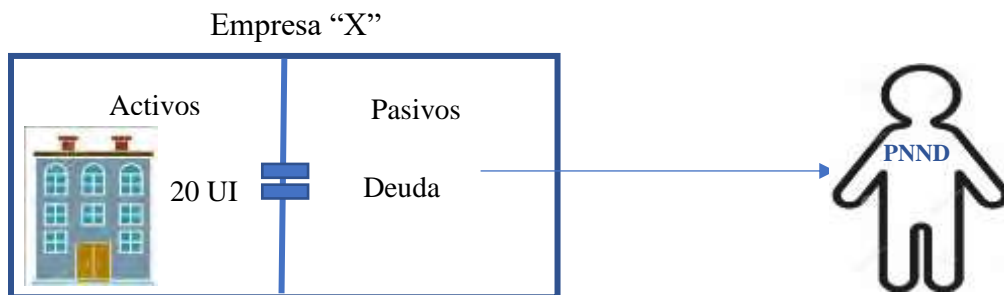 Empresa “X”
Activos
Pasivos
20 UI
Deuda
PNND